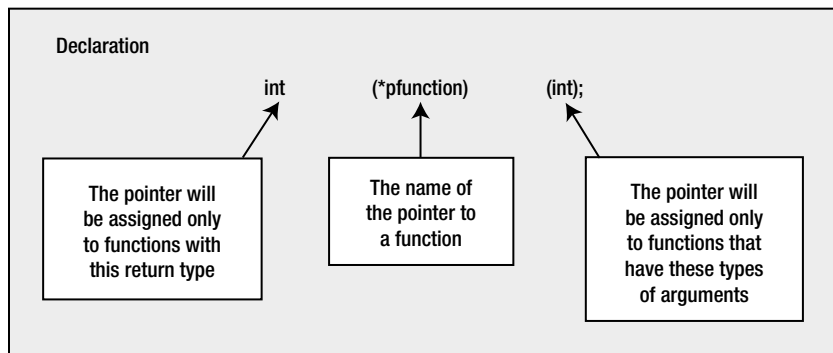 Declaration
int (*pfunction) (int);
The pointer will
be assigned only
to functions with
this return type
The name of
the pointer to
a function
The pointer will
be assigned only
to functions that
have these types
of arguments